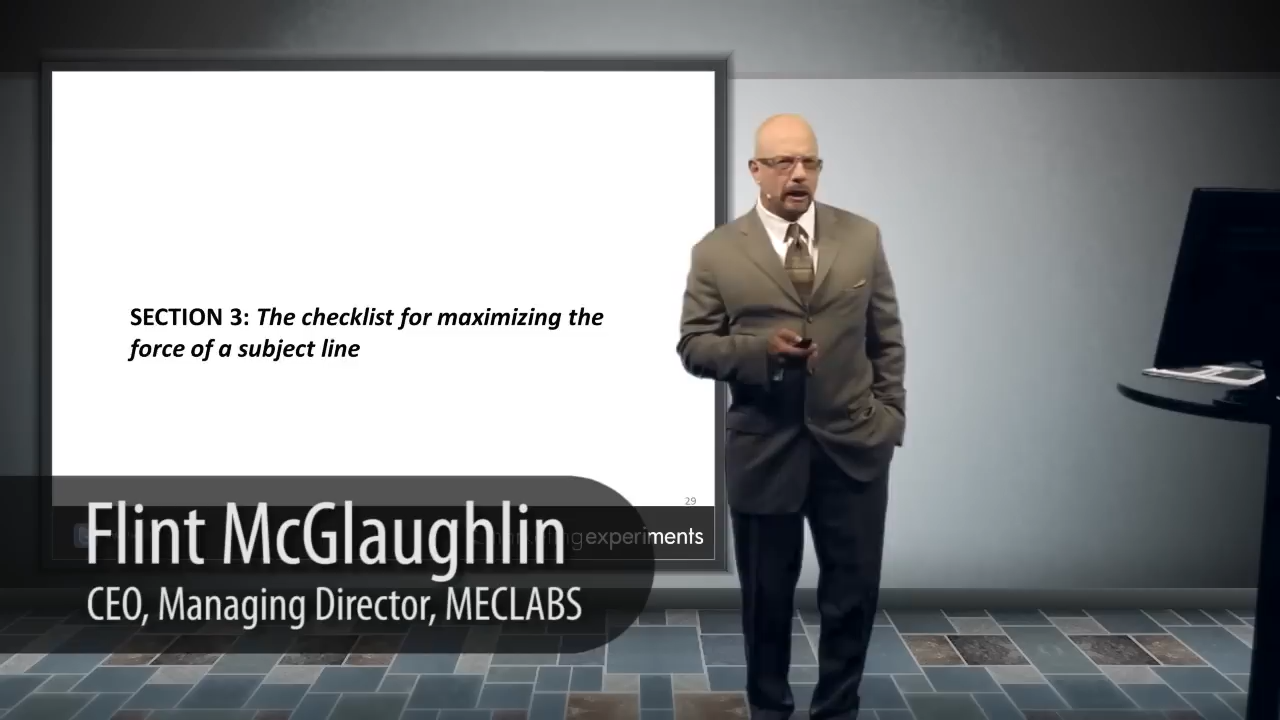 SECTION 3: The checklist for maximizing the
force of a subject line
29
experiments
Flint McGlaughlin
CEO, Managing Director, MECLABS